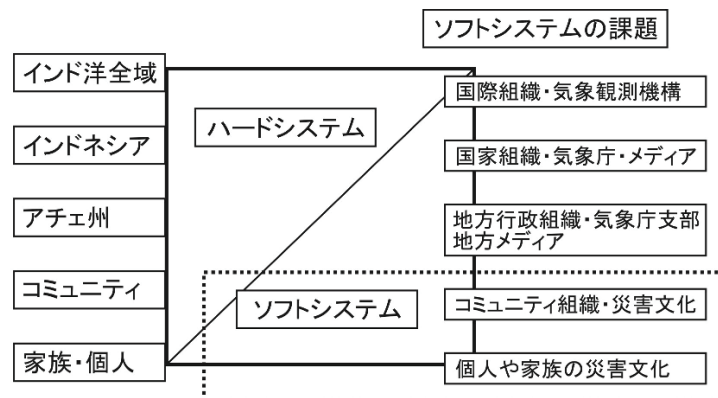 ソフトシステムの課題
インド洋全域
国際組織・気象観測機構
ハードシステム
インドネシア
国家組織・気象庁・メディア
アチェ州
地方行政組織・気象庁支部
地方メディア
コミュニティ
ソフトシステム
コミュニティ組織・災害文化
家族・個人
個人や家族の災害文化